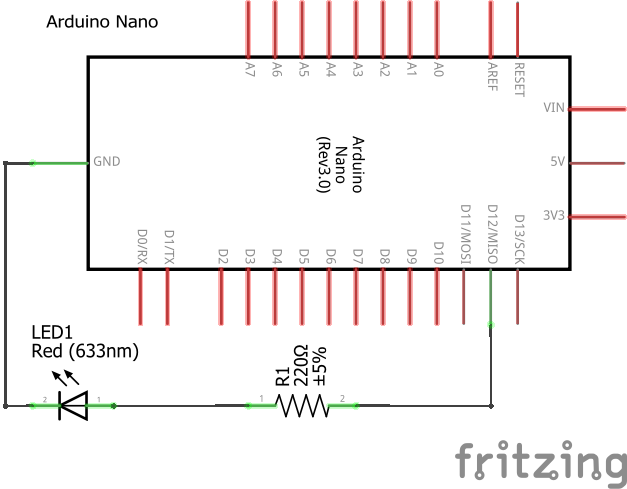 Arduino Nano
A7
A6
A5
A4
A3
A2
A1
A0
AREF
RESET
VIN
GND
Arduino
Nano
(Rev3.0)
5V
3V3
D0/RX
D1/TX
D2
D3
D4
D5
D6
D7
D8
D9
D10
D11/MOSI
D12/MISO
D13/SCK
LED1
Red (633nm)
R1
220Ω
±5%
2
1
1
2
fritzing